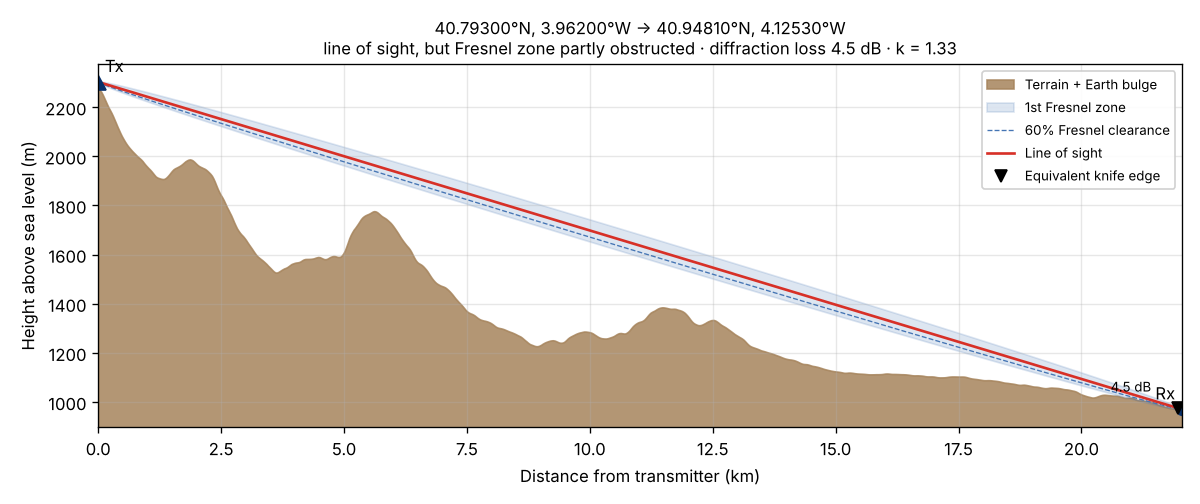 40.79300°N, 3.96200°W → 40.94810°N, 4.12530°W
line of sight, but Fresnel zone partly obstructed · diffraction loss 4.5 dB · k = 1.33
Tx
Terrain + Earth bulge
1st Fresnel zone
60% Fresnel clearance
Line of sight
Equivalent knife edge
Height above sea level (m)
2200
2000
1800
1600
1400
1200
1000
4.5 dB
Rx
0.0 2.5 5.0 7.5 10.0 12.5 15.0 17.5 20.0
Distance from transmitter (km)